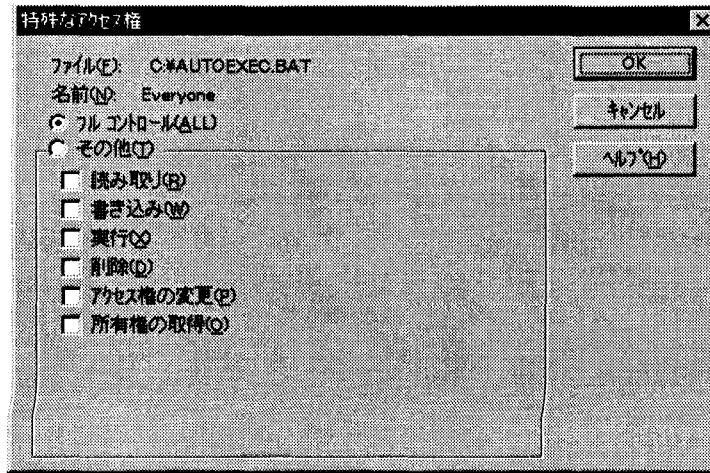 特殊なアクセス権
ファイル(F): C:¥AUTOEXEC.BAT
名前(N): Everyone
フル コントロール(ALL)
その他(T)
読み取り(R)
書き込み(W)
実行(X)
削除(D)
アクセス権の変更(P)
所有権の取得(O)
OK
キャンセル
ヘルプ(H)